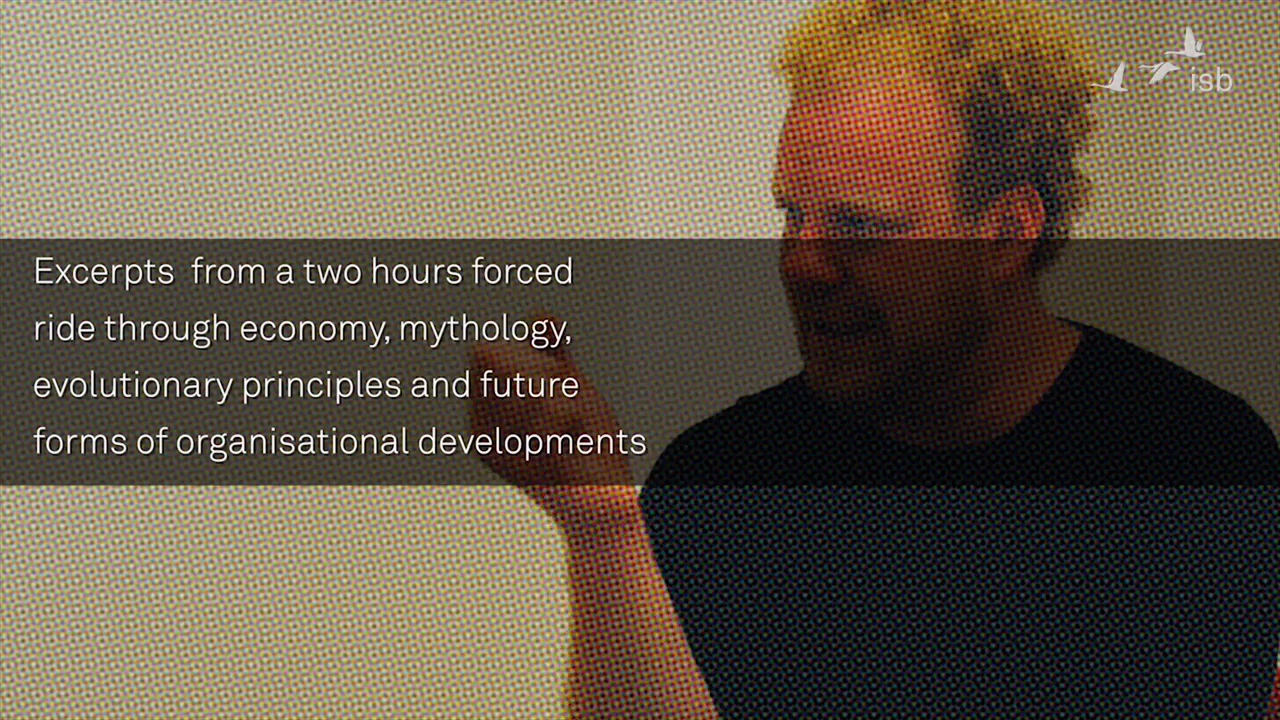 isb
Excerpts from a two hours forced
ride through economy, mythology,
evolutionary principles and future
forms of organisational developments